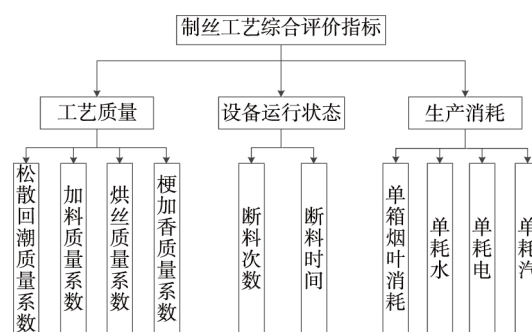 制丝工艺综合评价指标
工艺质量
设备运行状态
生产消耗
松散回潮质量系数
加料质量系数
烘丝质量系数
梗加香质量系数
断料次数
断料时间
单箱烟叶消耗
单耗水
单耗电
单耗汽